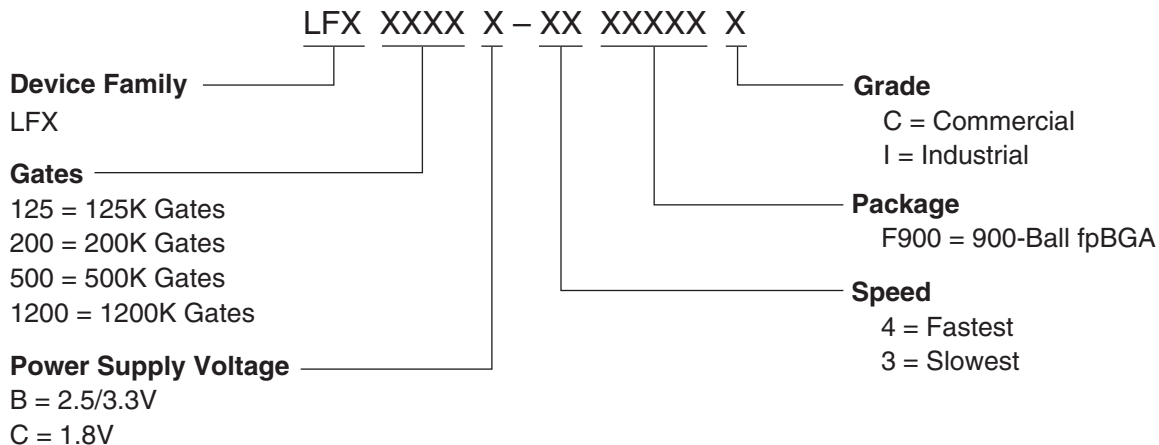 LFX XXXX X – XX XXXXX X
Device Family
LFX
Gates
125 = 125K Gates
200 = 200K Gates
500 = 500K Gates
1200 = 1200K Gates
Power Supply Voltage
B = 2.5/3.3V
C = 1.8V
Grade
C = Commercial
I = Industrial
Package
F900 = 900-Ball fpBGA
Speed
4 = Fastest
3 = Slowest